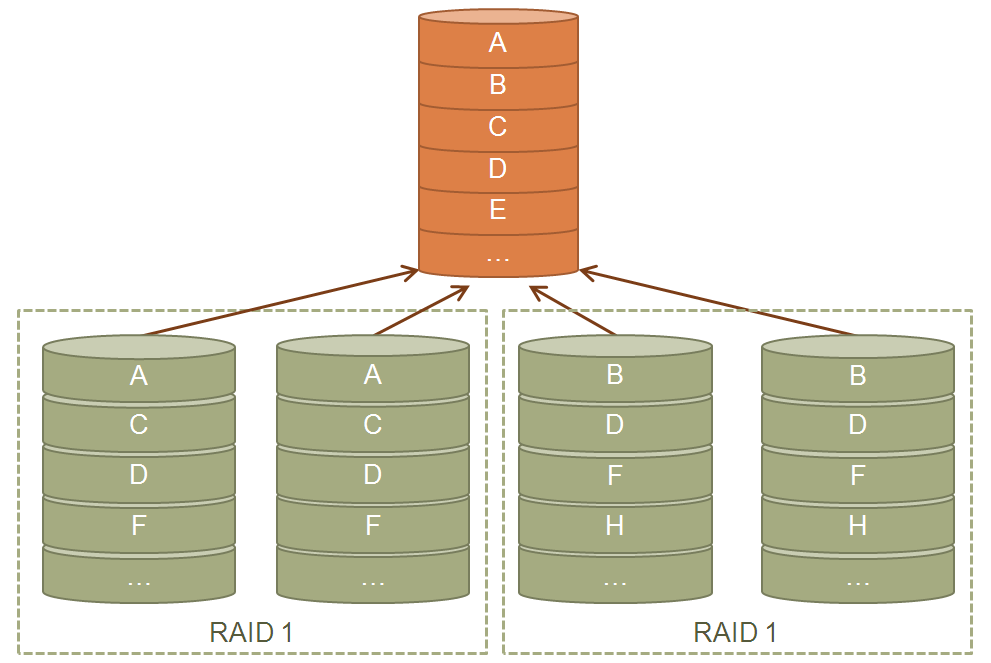 A
B
C
D
E
...
A A B B
C C D D
D D F F
F F H H
... ... ... ...
RAID 1 RAID 1